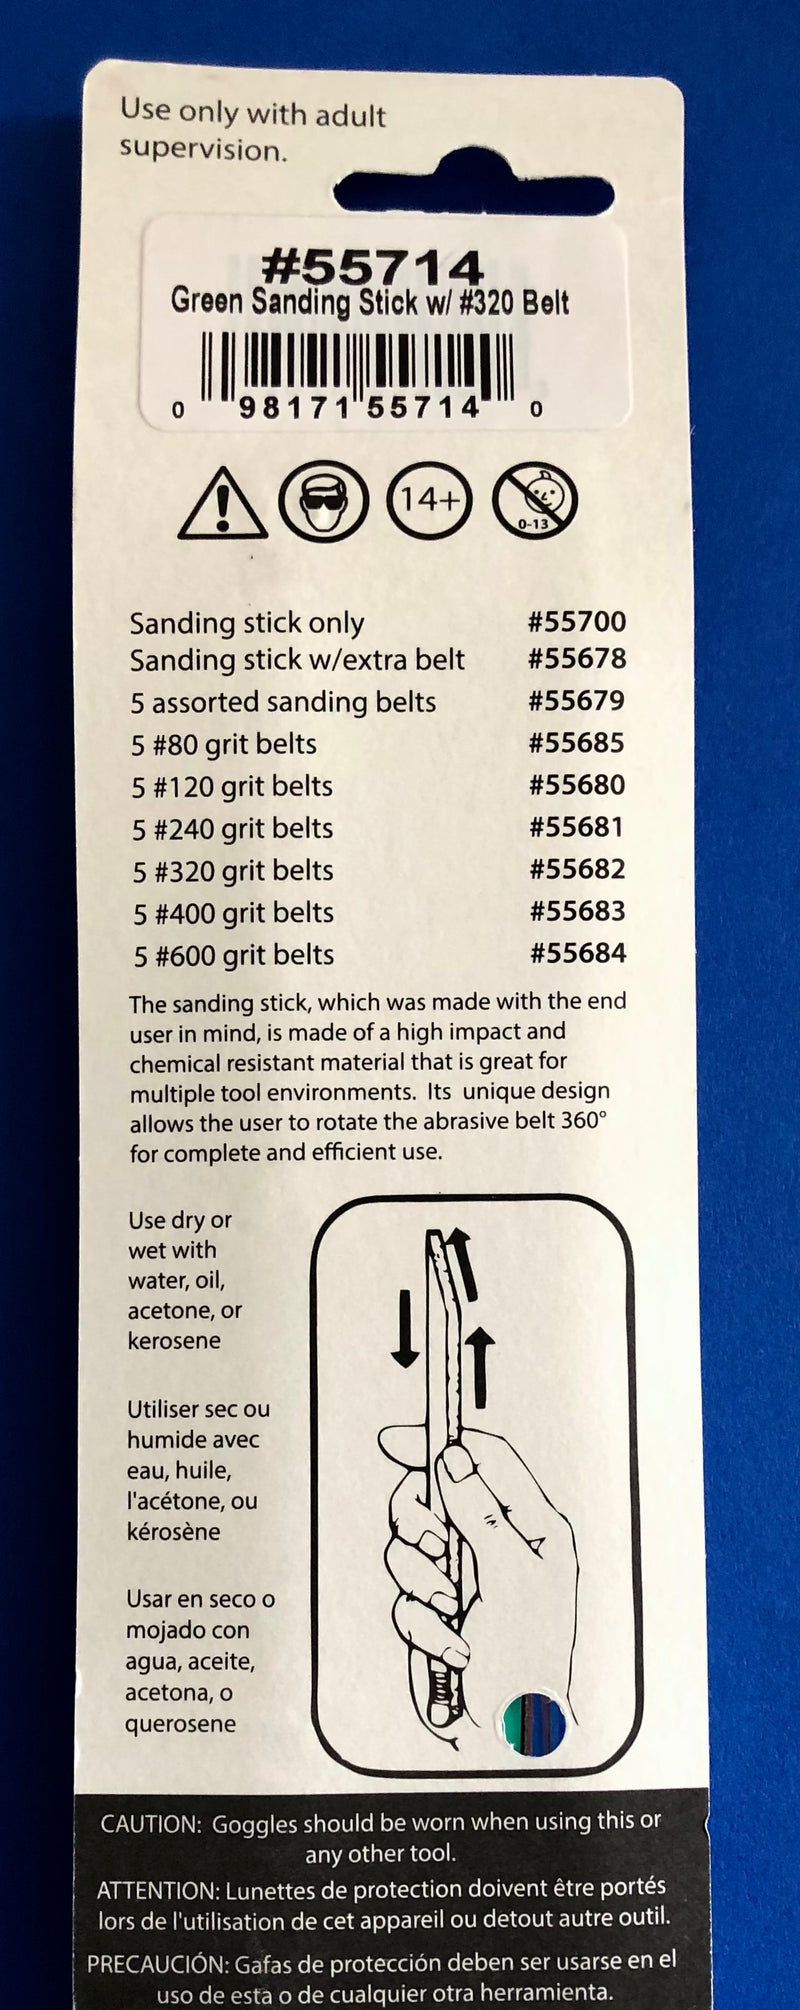 Use only with adult
supervision.
#55714
Green Sanding Stick w/ #320 Belt
0 98171 55714 0
14+
0-13
Sanding stick only #55700
Sanding stick w/extra belt #55678
5 assorted sanding belts #55679
5 #80 grit belts #55685
5 #120 grit belts #55680
5 #240 grit belts #55681
5 #320 grit belts #55682
5 #400 grit belts #55683
5 #600 grit belts #55684
The sanding stick, which was made with the end
user in mind, is made of a high impact and
chemical resistant material that is great for
multiple tool environments. Its unique design
allows the user to rotate the abrasive belt 360°
for complete and efficient use.
Use dry or
wet with
water, oil,
acetone, or
kerosene
Utiliser sec ou
humide avec
eau, huile,
l'acétone, ou
kérosène
Usar en seco o
mojado con
agua, aceite,
acetona, o
querosene
CAUTION: Goggles should be worn when using this or
any other tool.
ATTENTION: Lunettes de protection doivent être portés
lors de l'utilisation de cet appareil ou detout autre outil.
PRECAUCIÓN: Gafas de protección deben ser usarse en el
uso de esta o de cualquier otra herramienta.